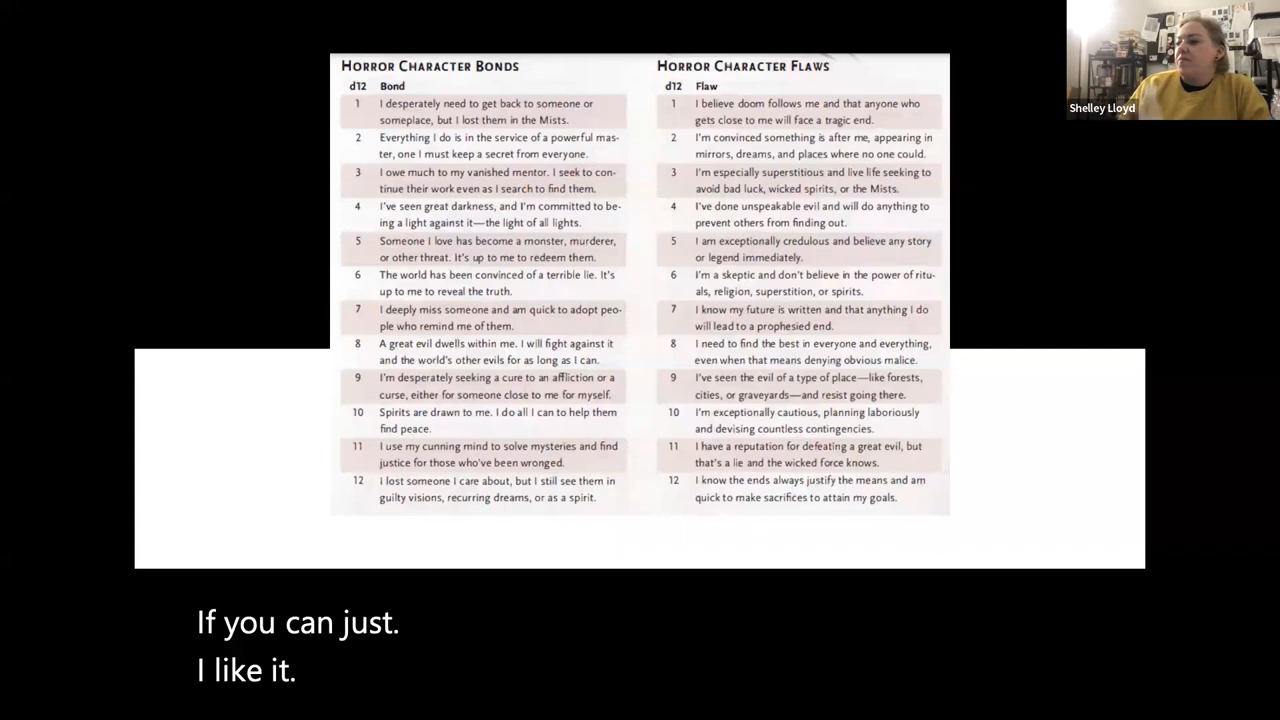 Shelley Lloyd
HORROR CHARACTER BONDS
d12 Bond
1 I desperately need to get back to someone or
someplace, but I lost them in the Mists.
2 Everything I do is in the service of a powerful mas-
ter, one I must keep a secret from everyone.
3 I owe much to my vanished mentor. I seek to con-
tinue their work even as I search to find them.
4 I've seen great darkness, and I'm committed to be-
ing a light against it—the light of all lights.
5 Someone I love has become a monster, murderer,
or other threat. It's up to me to redeem them.
6 The world has been convinced of a terrible lie. It's
up to me to reveal the truth.
7 I deeply miss someone and am quick to adopt peo-
ple who remind me of them.
8 A great evil dwells within me. I will fight against it
and the world's other evils for as long as I can.
9 I'm desperately seeking a cure to an affliction or a
curse, either for someone close to me for myself.
10 Spirits are drawn to me. I do all I can to help them
find peace.
11 I use my cunning mind to solve mysteries and find
justice for those who've been wronged.
12 I lost someone I care about, but I still see them in
guilty visions, recurring dreams, or as a spirit.
HORROR CHARACTER FLAWS
d12 Flaw
1 I believe doom follows me and that anyone who
gets close to me will face a tragic end.
2 I'm convinced something is after me, appearing in
mirrors, dreams, and places where no one could.
3 I'm especially superstitious and live life seeking to
avoid bad luck, wicked spirits, or the Mists.
4 I've done unspeakable evil and will do anything to
prevent others from finding out.
5 I am exceptionally credulous and believe any story
or legend immediately.
6 I'm a skeptic and don't believe in the power of ritu-
als, religion, superstition, or spirits.
7 I know my future is written and that anything I do
will lead to a prophesied end.
8 I need to find the best in everyone and everything,
even when that means denying obvious malice.
9 I've seen the evil of a type of place—like forests,
cities, or graveyards—and resist going there.
10 I'm exceptionally cautious, planning laboriously
and devising countless contingencies.
11 I have a reputation for defeating a great evil, but
that's a lie and the wicked force knows.
12 I know the ends always justify the means and am
quick to make sacrifices to attain my goals.
If you can just.
I like it.